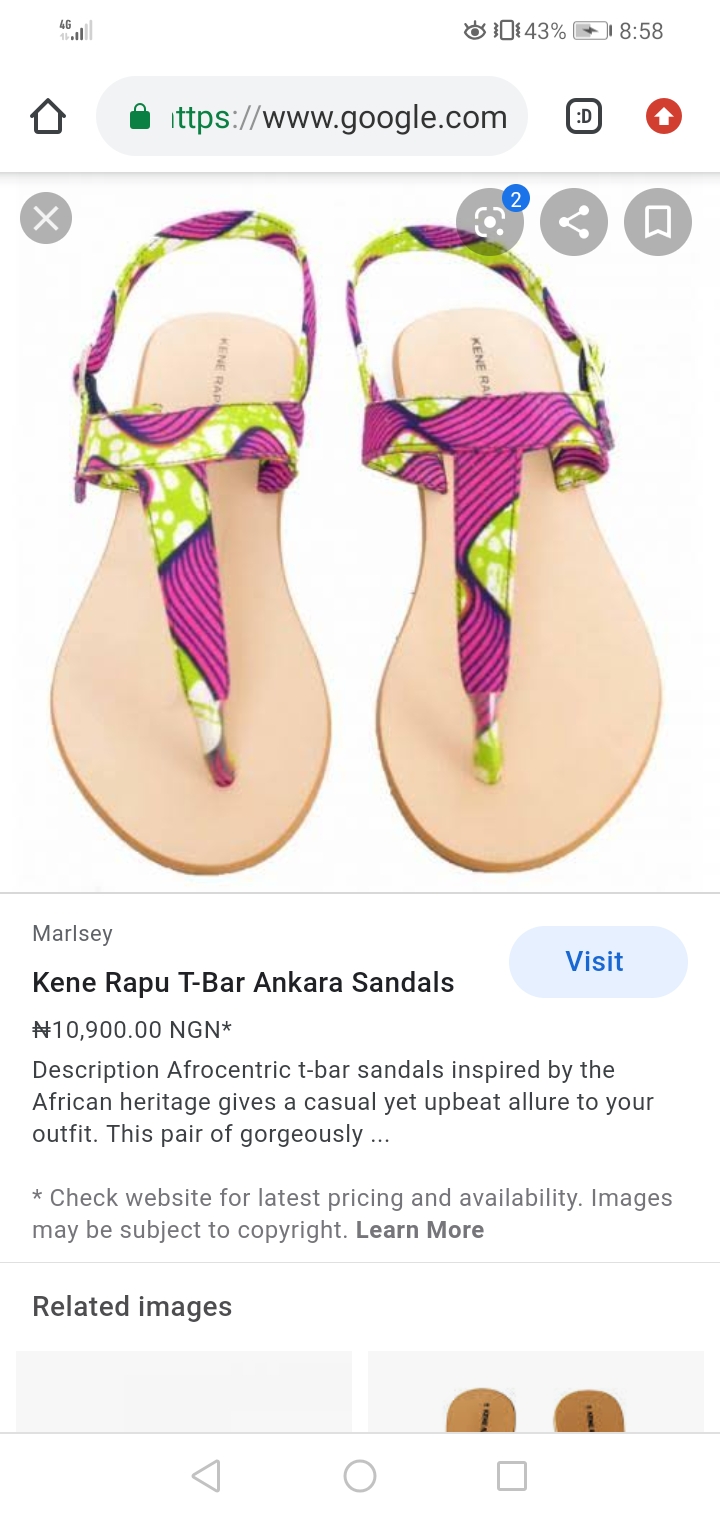 4G 43% 8:58
ttps://www.google.com :D
2
KENE RAP
KENE RA
Marlsey
Visit
Kene Rapu T-Bar Ankara Sandals
₦10,900.00 NGN*
Description Afrocentric t-bar sandals inspired by the
African heritage gives a casual yet upbeat allure to your
outfit. This pair of gorgeously ...
* Check website for latest pricing and availability. Images
may be subject to copyright. Learn More
Related images